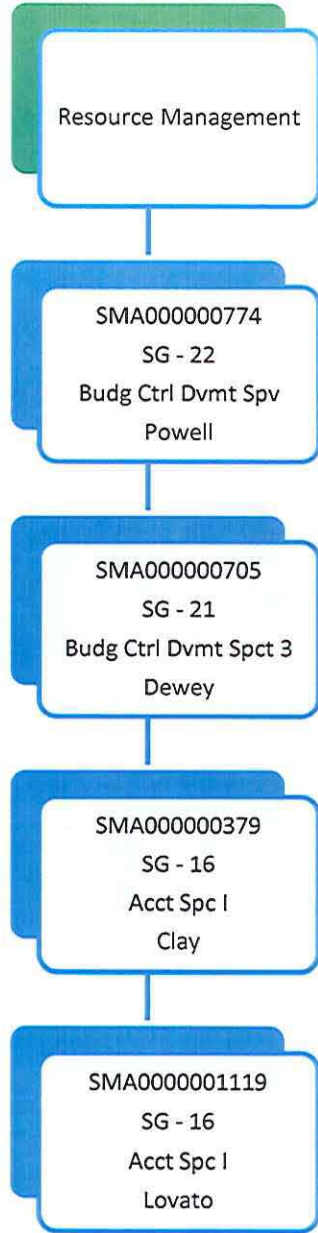 Resource Management
SMA000000774
SG - 22
Budg Ctrl Dvmt Spv
Powell
SMA000000705
SG - 21
Budg Ctrl Dvmt Spct 3
Dewey
SMA000000379
SG - 16
Acct Spc I
Clay
SMA0000001119
SG - 16
Acct Spc I
Lovato